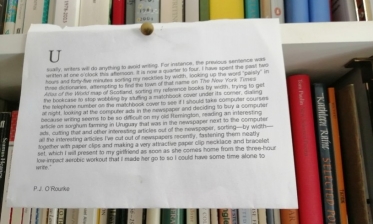 U
sually, writers will do anything to avoid writing. For instance, the previous sentence was
written at one o'clock this afternoon. It is now a quarter to four. I have spent the past two
hours and forty-five minutes sorting my neckties by width, looking up the word "paisly" in
three dictionaries, attempting to find the town of that name on The New York Times
Atlas of the World map of Scotland, sorting my reference books by width, trying to get
the bookcase to stop wobbling by stuffing a matchbook cover under its corner, dialing
the telephone number on the matchbook cover to see if I should take computer courses
at night, looking at the computer ads in the newspaper and deciding to buy a computer
because writing seems to be so difficult on my old Remington, reading an interesting
article on sorghum farming in Uruguay that was in the newspaper next to the computer
ads, cutting that and other interesting articles out of the newspaper, sorting—by width—
all the interesting articles I've cut out of newspapers recently, fastening them neatly
together with paper clips and making a very attractive paper clip necklace and bracelet
set, which I will present to my girlfriend as soon as she comes home from the three-hour
low-impact aerobic workout that I made her go to so I could have some time alone to
write."
P.J. O'Rourke